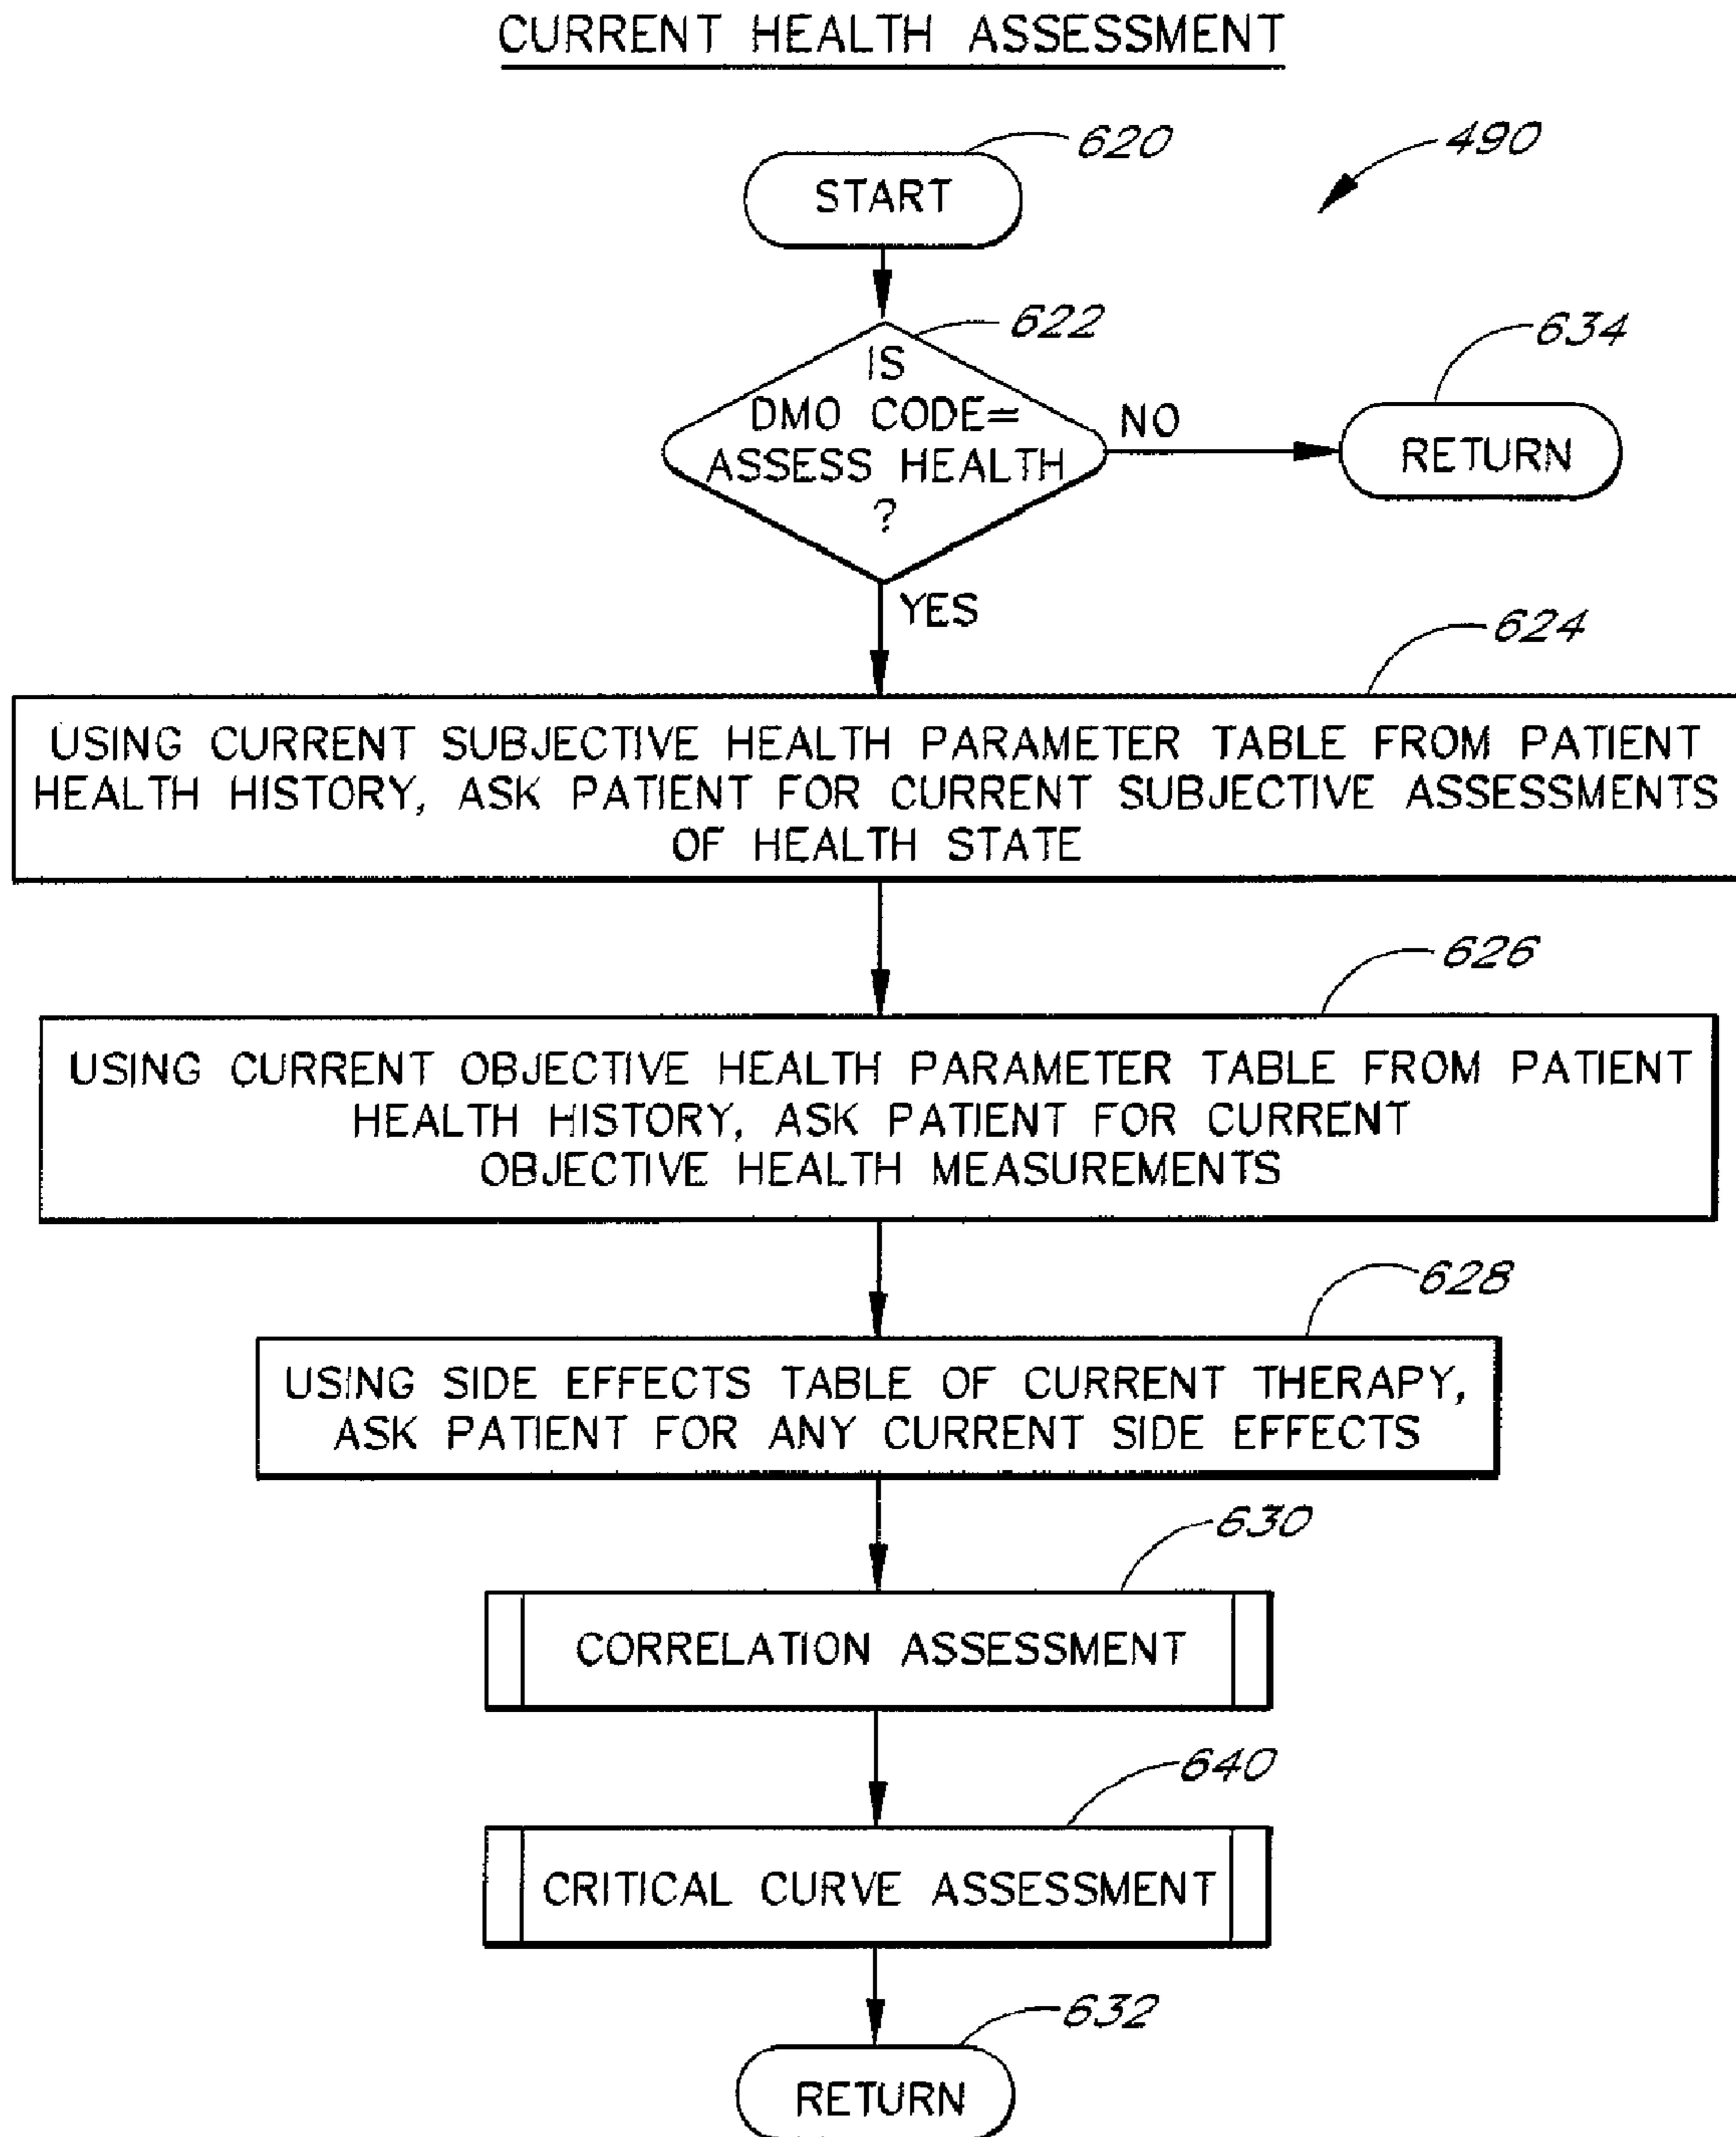 CURRENT HEALTH ASSESSMENT
620
490
START
622
634
IS
DMO CODE=
ASSESS HEALTH
?
NO
RETURN
YES
624
USING CURRENT SUBJECTIVE HEALTH PARAMETER TABLE FROM PATIENT
HEALTH HISTORY, ASK PATIENT FOR CURRENT SUBJECTIVE ASSESSMENTS
OF HEALTH STATE
626
USING CURRENT OBJECTIVE HEALTH PARAMETER TABLE FROM PATIENT
HEALTH HISTORY, ASK PATIENT FOR CURRENT
OBJECTIVE HEALTH MEASUREMENTS
628
USING SIDE EFFECTS TABLE OF CURRENT THERAPY,
ASK PATIENT FOR ANY CURRENT SIDE EFFECTS
630
CORRELATION ASSESSMENT
640
CRITICAL CURVE ASSESSMENT
632
RETURN